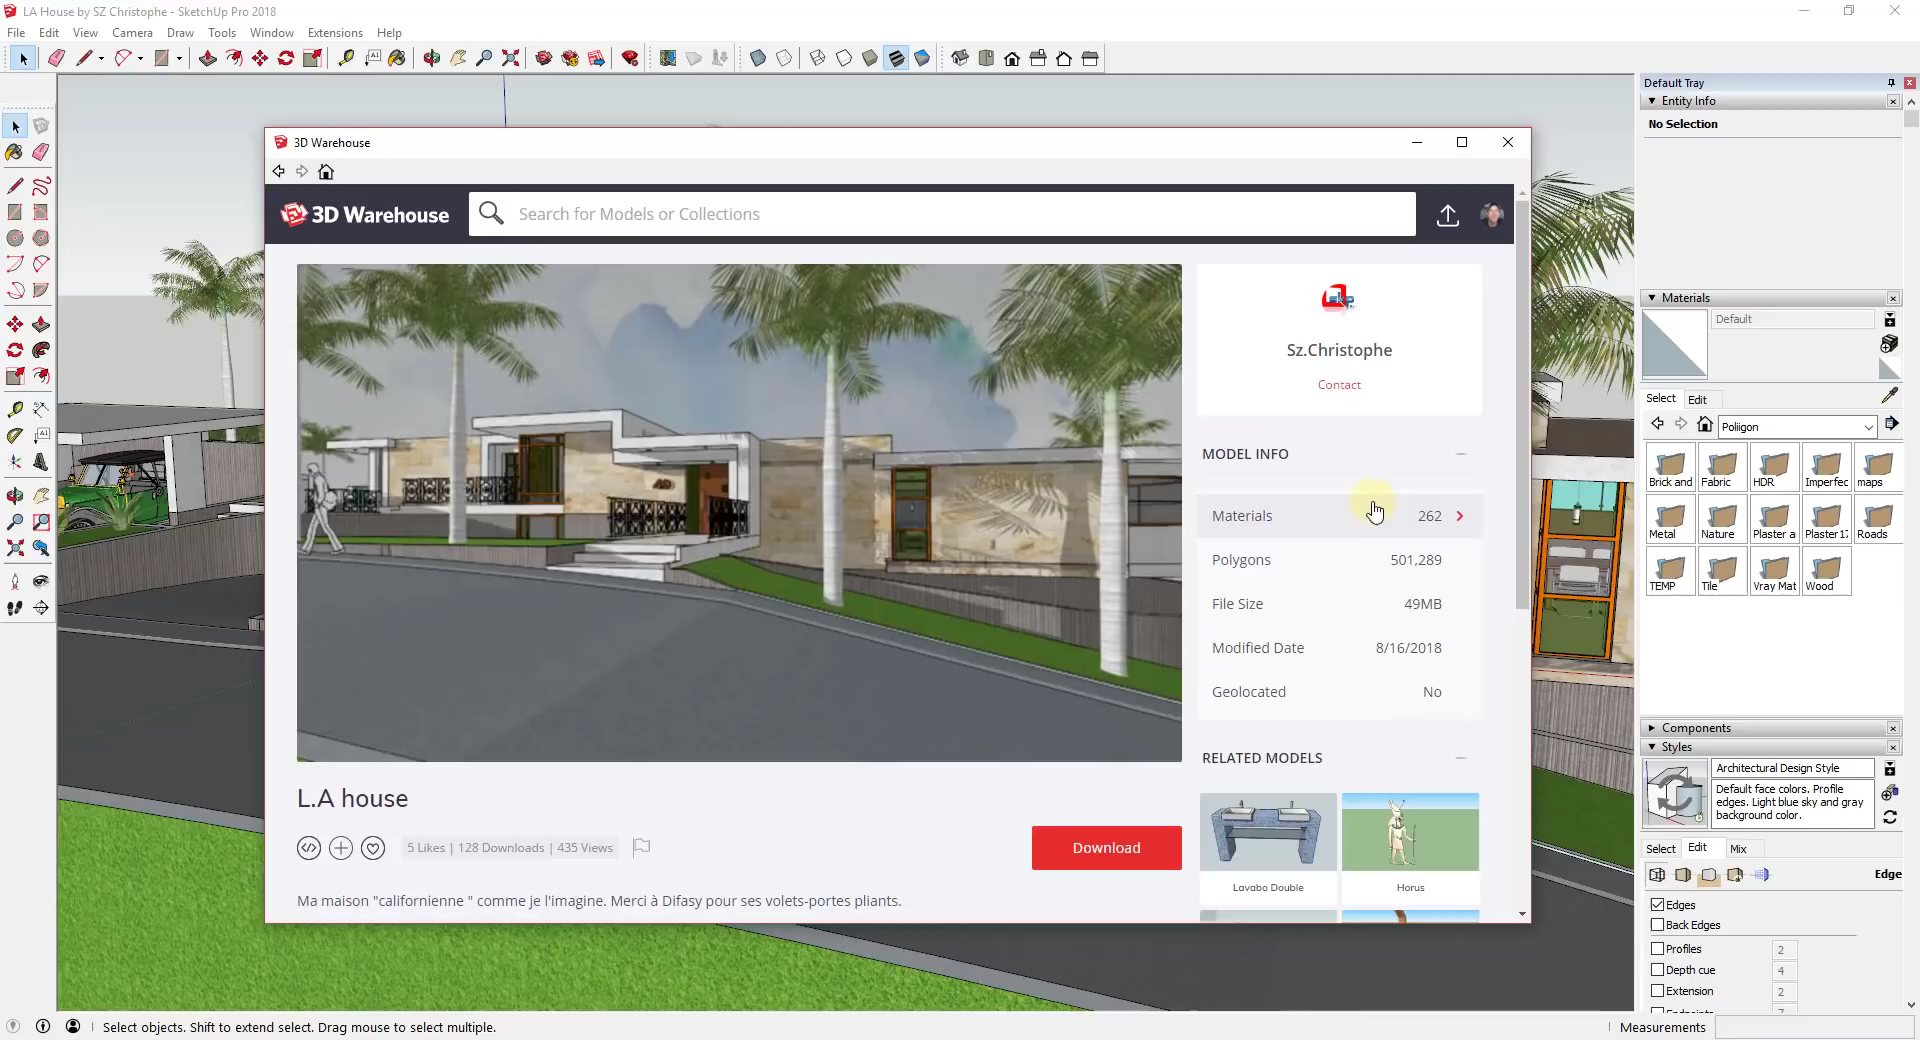 LA House by SZ Christophe - SketchUp Pro 2018
File Edit View Camera Draw Tools Window Extensions Help
Default Tray
Entity Info
No Selection
3D Warehouse
3D Warehouse
Search for Models or Collections
Sz.Christophe
Contact
MODEL INFO
Materials 262
Polygons 501,289
File Size 49MB
Modified Date 8/16/2018
Geolocated No
RELATED MODELS
Lavabo Double Horus
L.A house
5 Likes | 128 Downloads | 435 Views
Download
Ma maison "californienne " comme je l'imagine. Merci à Difasy pour ses volets-portes pliants.
Materials
Default
Select Edit
Poliigon
Brick and Fabric HDR Imperfec maps
Metal Nature Plaster a Plaster17 Roads
TEMP Tile Vray Mat Wood
Components
Styles
Architectural Design Style
Default face colors. Profile
edges. Light blue sky and gray
background color.
Select Edit Mix
Edge
Edges
Back Edges
Profiles 2
Depth cue 4
Extension 2
Select objects. Shift to extend select. Drag mouse to select multiple.
Measurements